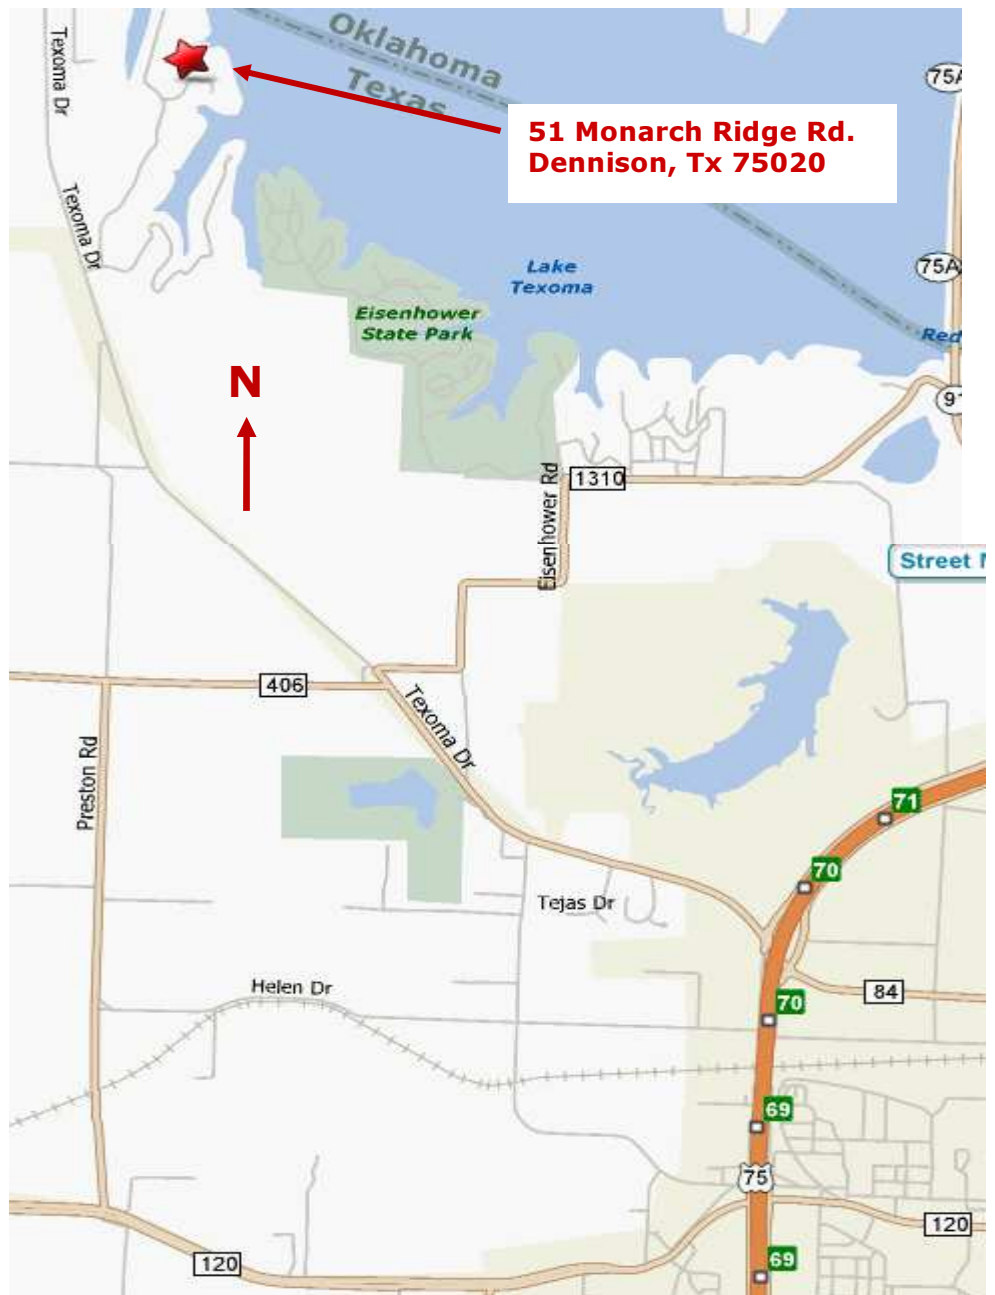 Texoma Dr
Oklahoma
Texas
75A
51 Monarch Ridge Rd.
Dennison, Tx 75020
Texoma Dr
75A
Lake
Texoma
Eisenhower
State Park
Red
N
91
1310
Eisenhower Rd
Street N
406
Texoma Dr
Preston Rd
71
70
Tejas Dr
Helen Dr
84
70
69
75
120
120
69